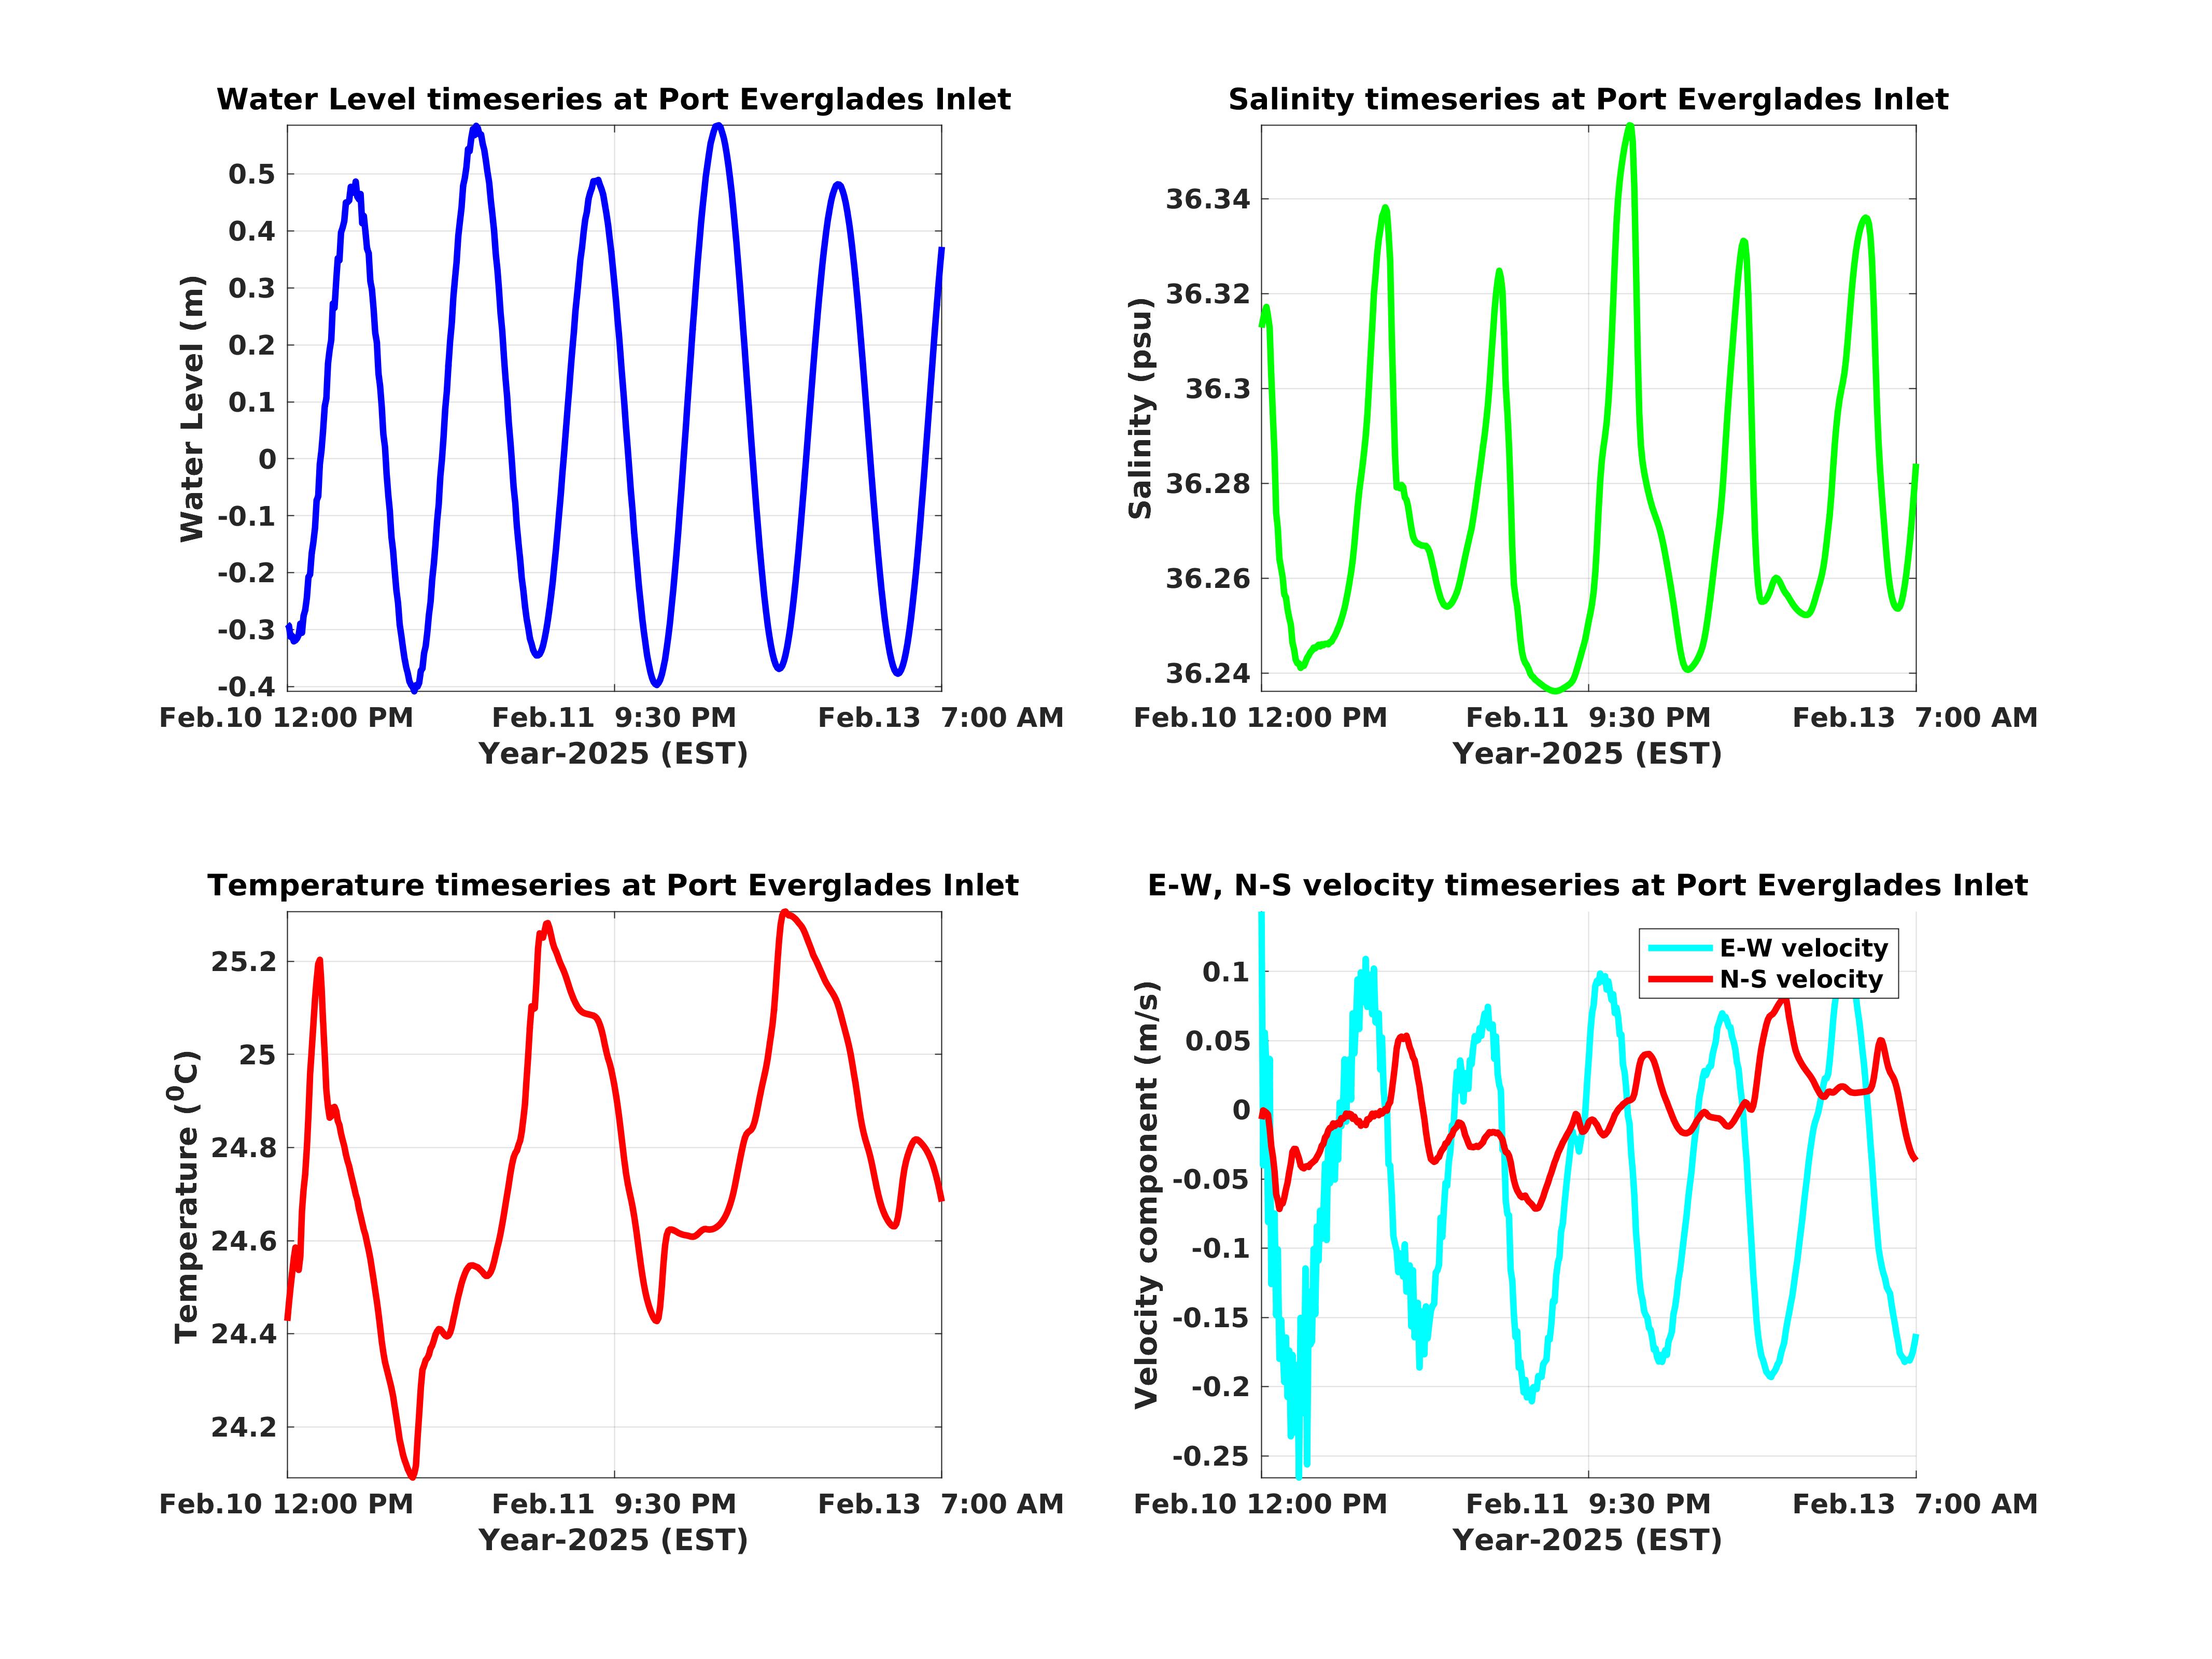 Water Level timeseries at Port Everglades Inlet
Water Level (m)
0.5
0.4
0.3
0.2
0.1
0
-0.1
-0.2
-0.3
-0.4
Feb.10 12:00 PM
Feb.11  9:30 PM
Feb.13  7:00 AM
Year-2025 (EST)
Salinity timeseries at Port Everglades Inlet
Salinity (psu)
36.34
36.32
36.3
36.28
36.26
36.24
Feb.10 12:00 PM
Feb.11  9:30 PM
Feb.13  7:00 AM
Year-2025 (EST)
Temperature timeseries at Port Everglades Inlet
Temperature (⁰C)
25.2
25
24.8
24.6
24.4
24.2
Feb.10 12:00 PM
Feb.11  9:30 PM
Feb.13  7:00 AM
Year-2025 (EST)
E-W, N-S velocity timeseries at Port Everglades Inlet
Velocity component (m/s)
E-W velocity
N-S velocity
0.1
0.05
0
-0.05
-0.1
-0.15
-0.2
-0.25
Feb.10 12:00 PM
Feb.11  9:30 PM
Feb.13  7:00 AM
Year-2025 (EST)